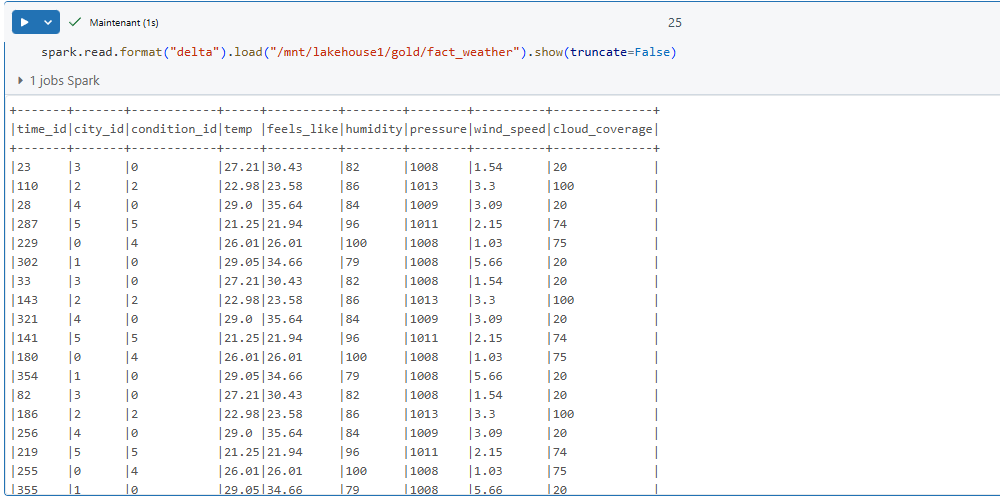 Maintenant (1s) 25
spark.read.format("delta").load("/mnt/lakehouse1/gold/fact_weather").show(truncate=False)
1 jobs Spark
+-------+-------+------------+-----+----------+--------+--------+----------+--------------+
|time_id|city_id|condition_id|temp |feels_like|humidity|pressure|wind_speed|cloud_coverage|
+-------+-------+------------+-----+----------+--------+--------+----------+--------------+
|23     |3      |0           |27.21|30.43     |82      |1008    |1.54      |20            |
|110    |2      |2           |22.98|23.58     |86      |1013    |3.3       |100           |
|28     |4      |0           |29.0 |35.64     |84      |1009    |3.09      |20            |
|287    |5      |5           |21.25|21.94     |96      |1011    |2.15      |74            |
|229    |0      |4           |26.01|26.01     |100     |1008    |1.03      |75            |
|302    |1      |0           |29.05|34.66     |79      |1008    |5.66      |20            |
|33     |3      |0           |27.21|30.43     |82      |1008    |1.54      |20            |
|143    |2      |2           |22.98|23.58     |86      |1013    |3.3       |100           |
|321    |4      |0           |29.0 |35.64     |84      |1009    |3.09      |20            |
|141    |5      |5           |21.25|21.94     |96      |1011    |2.15      |74            |
|180    |0      |4           |26.01|26.01     |100     |1008    |1.03      |75            |
|354    |1      |0           |29.05|34.66     |79      |1008    |5.66      |20            |
|82     |3      |0           |27.21|30.43     |82      |1008    |1.54      |20            |
|186    |2      |2           |22.98|23.58     |86      |1013    |3.3       |100           |
|256    |4      |0           |29.0 |35.64     |84      |1009    |3.09      |20            |
|219    |5      |5           |21.25|21.94     |96      |1011    |2.15      |74            |
|255    |0      |4           |26.01|26.01     |100     |1008    |1.03      |75            |
|355    |1      |0           |29.05|34.66     |79      |1008    |5.66      |20            |